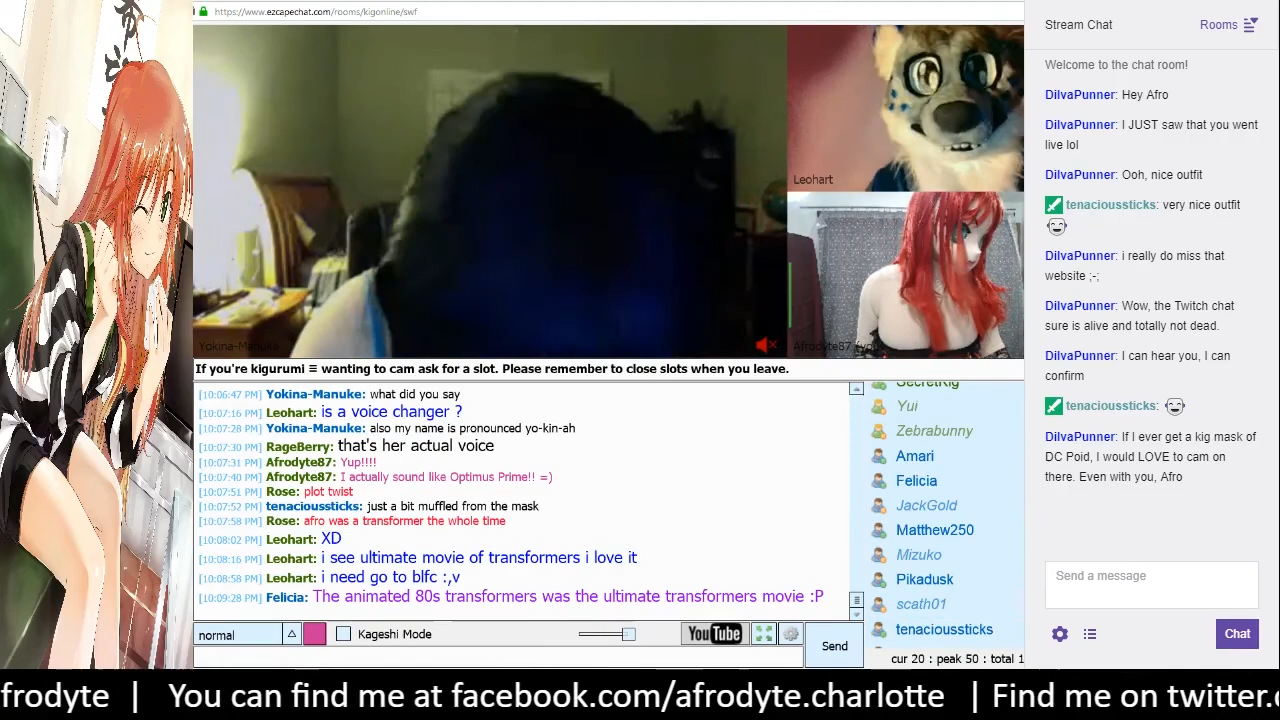 https://www.ezcapechat.com/rooms/kigonline/swf
Leohart
Yokina-Manuke
Afrodyte87
If you're kigurumi ≡ wanting to cam ask for a slot. Please remember to close slots when you leave.
[10:06:47 PM] Yokina-Manuke: what did you say
[10:07:16 PM] Leohart: is a voice changer ?
[10:07:28 PM] Yokina-Manuke: also my name is pronounced yo-kin-ah
[10:07:30 PM] RageBerry: that's her actual voice
[10:07:31 PM] Afrodyte87: Yup!!!!
[10:07:40 PM] Afrodyte87: I actually sound like Optimus Prime!! =)
[10:07:51 PM] Rose: plot twist
[10:07:52 PM] tenacioussticks: just a bit muffled from the mask
[10:07:58 PM] Rose: afro was a transformer the whole time
[10:08:02 PM] Leohart: XD
[10:08:16 PM] Leohart: i see ultimate movie of transformers i love it
[10:08:58 PM] Leohart: i need go to blfc :,v
[10:09:28 PM] Felicia: The animated 80s transformers was the ultimate transformers movie :P
SecretKig
Yui
Zebrabunny
Amari
Felicia
JackGold
Matthew250
Mizuko
Pikadusk
scath01
tenacioussticks
normal
Kageshi Mode
YouTube
Send
cur 20 : peak 50 : total 1
Stream Chat
Rooms
Welcome to the chat room!
DilvaPunner: Hey Afro
DilvaPunner: I JUST saw that you went
live lol
DilvaPunner: Ooh, nice outfit
tenacioussticks: very nice outfit
DilvaPunner: i really do miss that
website ;-;
DilvaPunner: Wow, the Twitch chat
sure is alive and totally not dead.
DilvaPunner: I can hear you, I can
confirm
tenacioussticks:
DilvaPunner: If I ever get a kig mask of
DC Poid, I would LOVE to cam on
there. Even with you, Afro
Send a message
Chat
frodyte | You can find me at facebook.com/afrodyte.charlotte | Find me on twitter.